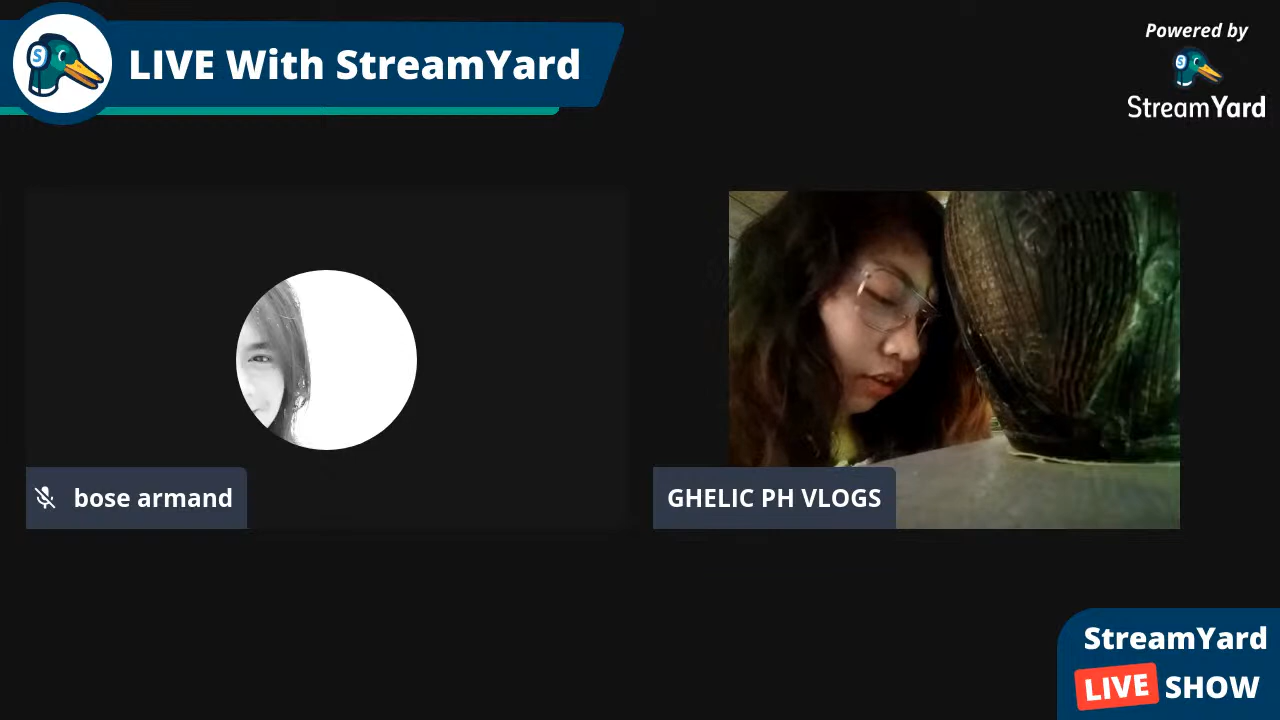 LIVE With StreamYard
Powered by
S
StreamYard
bose armand
GHELIC PH VLOGS
StreamYard
LIVE SHOW